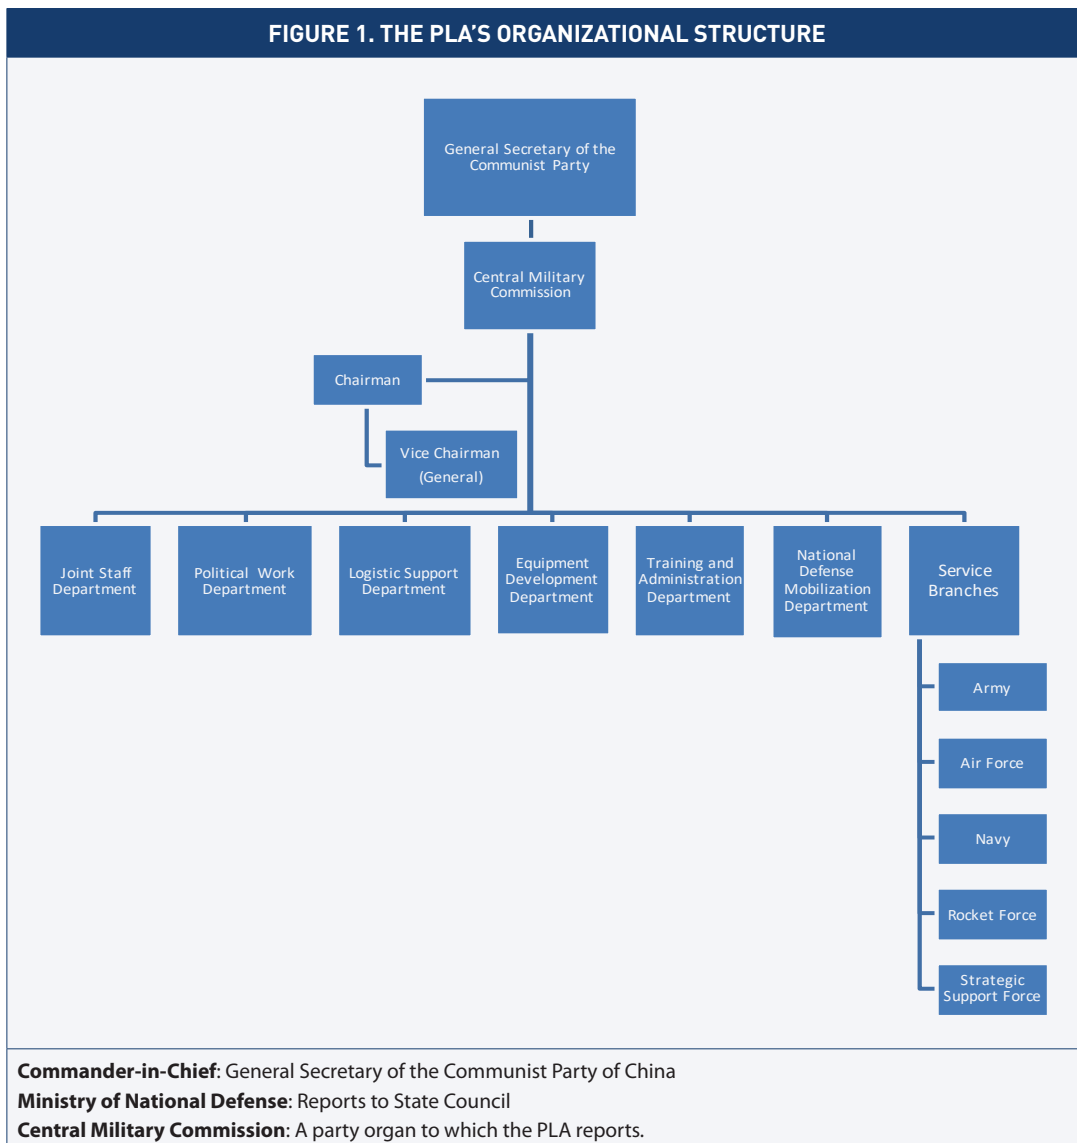 FIGURE 1. THE PLA'S ORGANIZATIONAL STRUCTURE
General Secretary of the
Communist Party
Central Military
Commission
Chairman
Vice Chairman
(General)
Joint Staff
Department
Political Work
Department
Logistic Support
Department
Equipment
Development
Department
Training and
Administration
Department
National
Defense
Mobilization
Department
Service
Branches
Army
Air Force
Navy
Rocket Force
Strategic
Support Force
Commander-in-Chief: General Secretary of the Communist Party of China
Ministry of National Defense: Reports to State Council
Central Military Commission: A party organ to which the PLA reports.